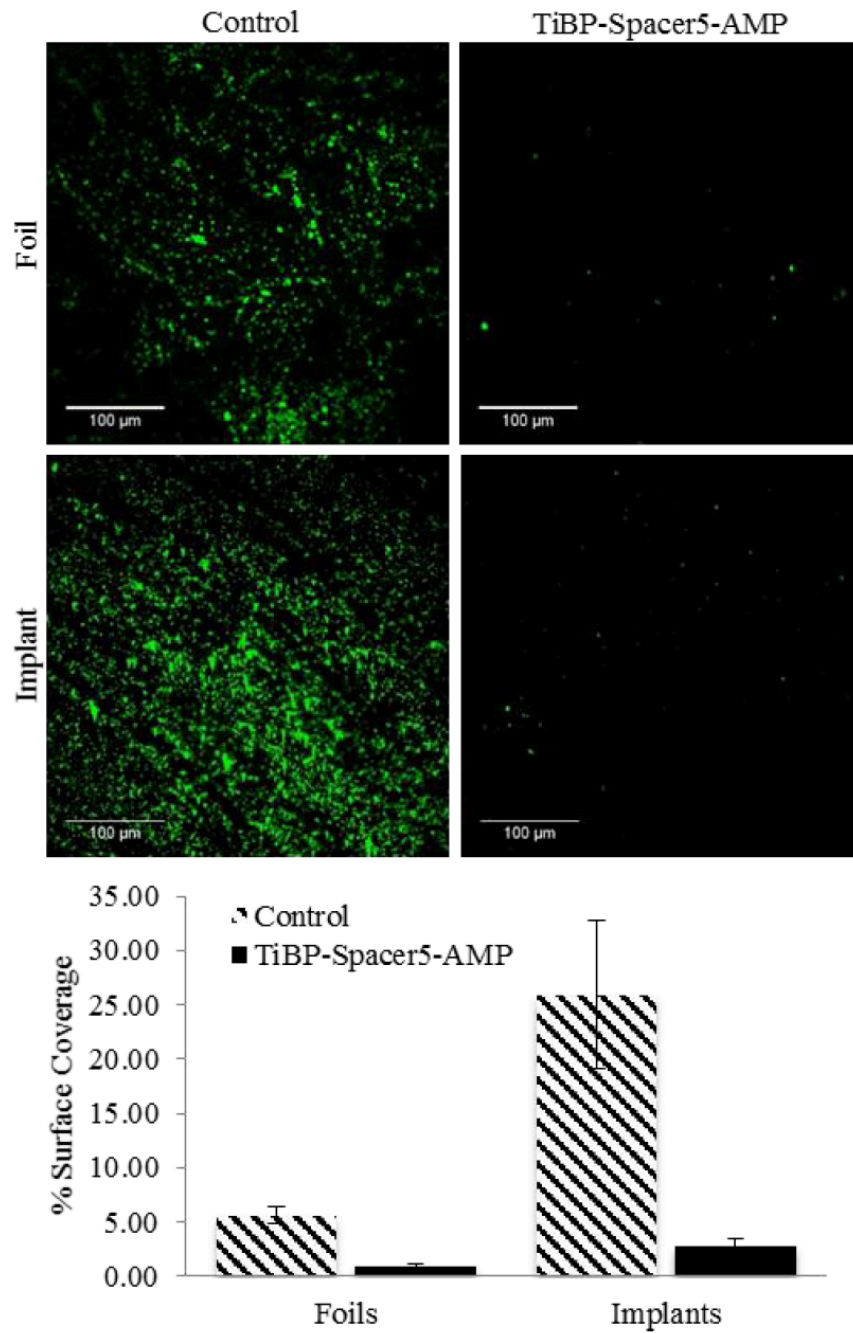 Control
TiBP-Spacer5-AMP
Foil
100 µm
100 µm
Implant
100 µm
100 µm
% Surface Coverage
35.00
30.00
25.00
20.00
15.00
10.00
5.00
0.00
Control
TiBP-Spacer5-AMP
Foils
Implants